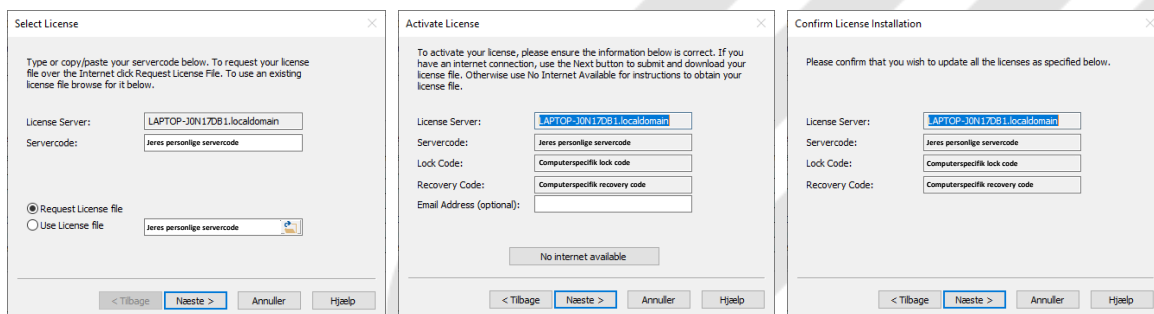 Select License
Type or copy/paste your servercode below. To request your license
file over the Internet click Request License File. To use an existing
license file browse for it below.
License Server: LAPTOP-J0N17DB1.localdomain
Servercode: Jeres personlige servercode
Request License file
Use License file Jeres personlige servercode
< Tilbage Næste > Annuller Hjælp
Activate License
To activate your license, please ensure the information below is correct. If you
have an internet connection, use the Next button to submit and download your
license file. Otherwise use No Internet Available for instructions to obtain your
license file.
License Server: LAPTOP-J0N17DB1.localdomain
Servercode: Jeres personlige servercode
Lock Code: Computerspecifik lock code
Recovery Code: Computerspecifik recovery code
Email Address (optional):
No internet available
< Tilbage Næste > Annuller Hjælp
Confirm License Installation
Please confirm that you wish to update all the licenses as specified below.
License Server: LAPTOP-J0N17DB1.localdomain
Servercode: Jeres personlige servercode
Lock Code: Computerspecifik lock code
Recovery Code: Computerspecifik recovery code
< Tilbage Næste > Annuller Hjælp